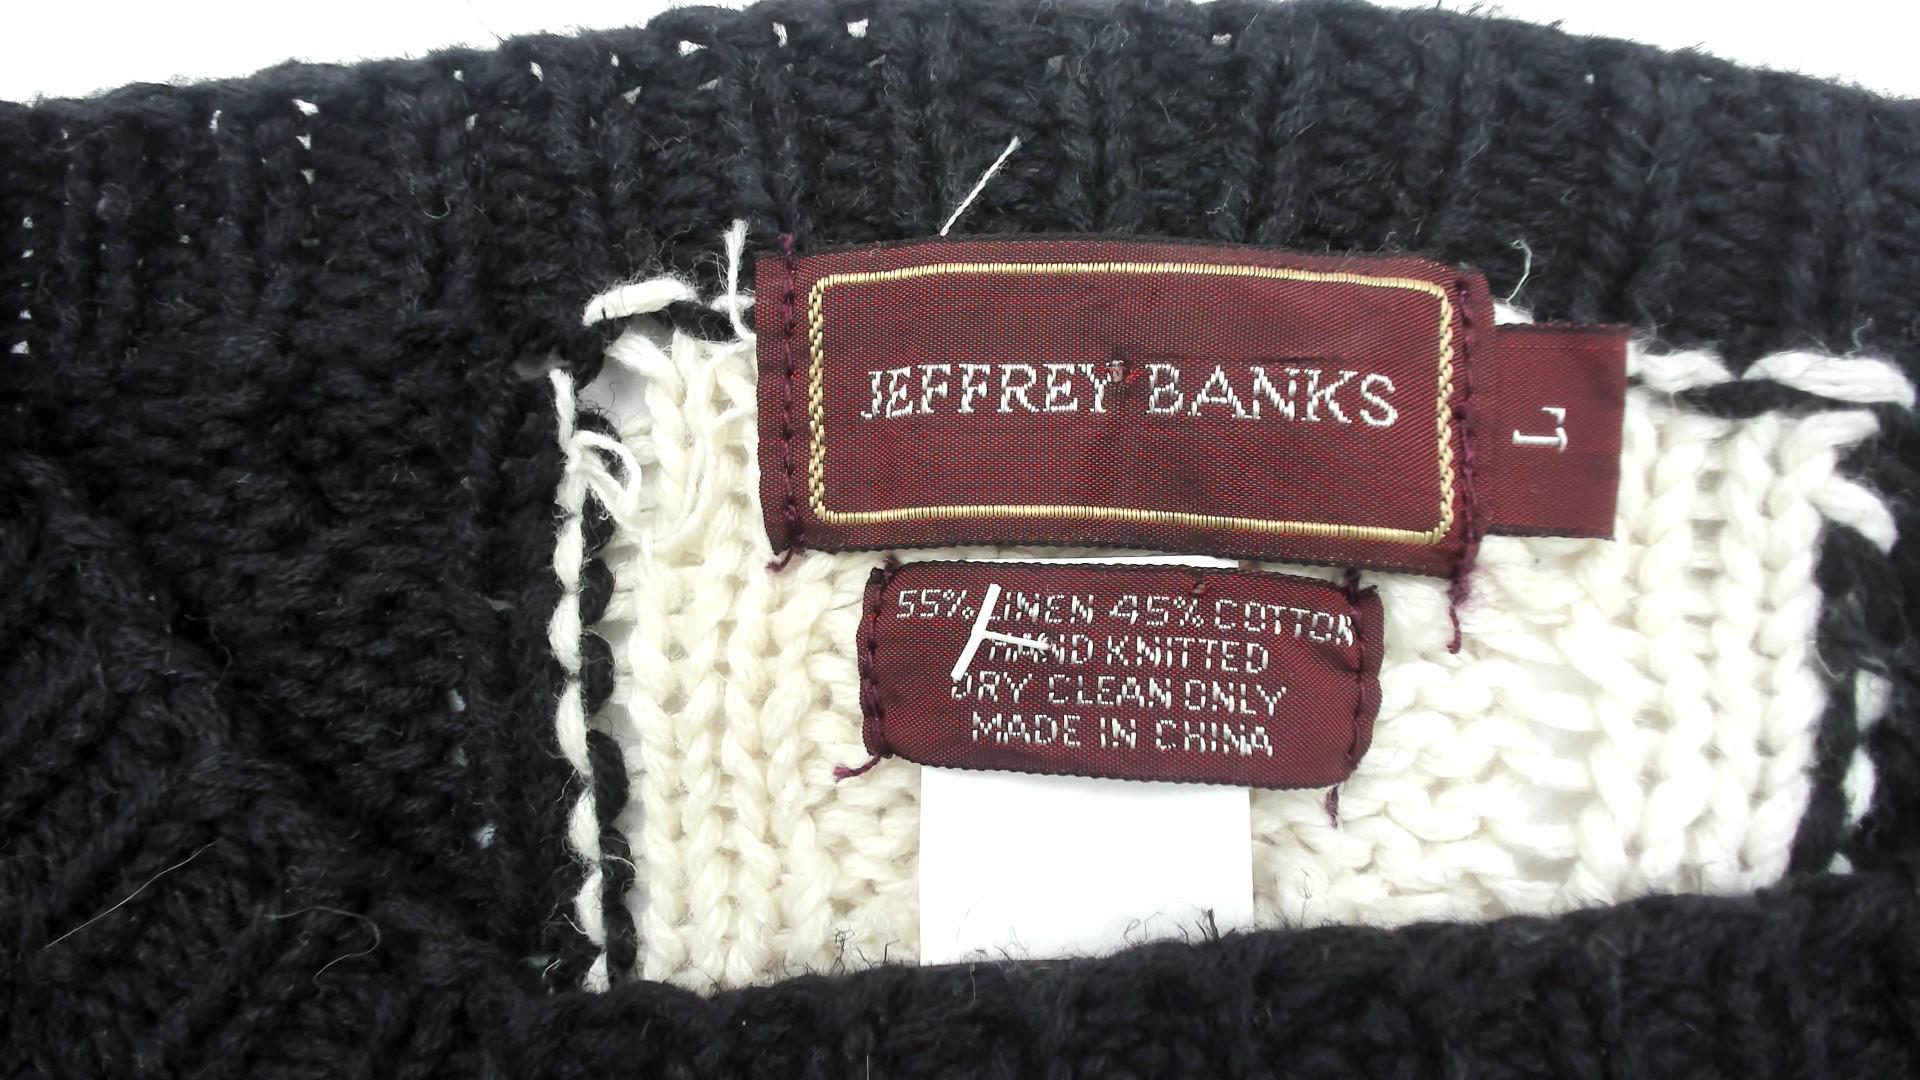 JEFFREY BANKS
L
55% LINEN 45% COTTON
HAND KNITTED
DRY CLEAN ONLY
MADE IN CHINA